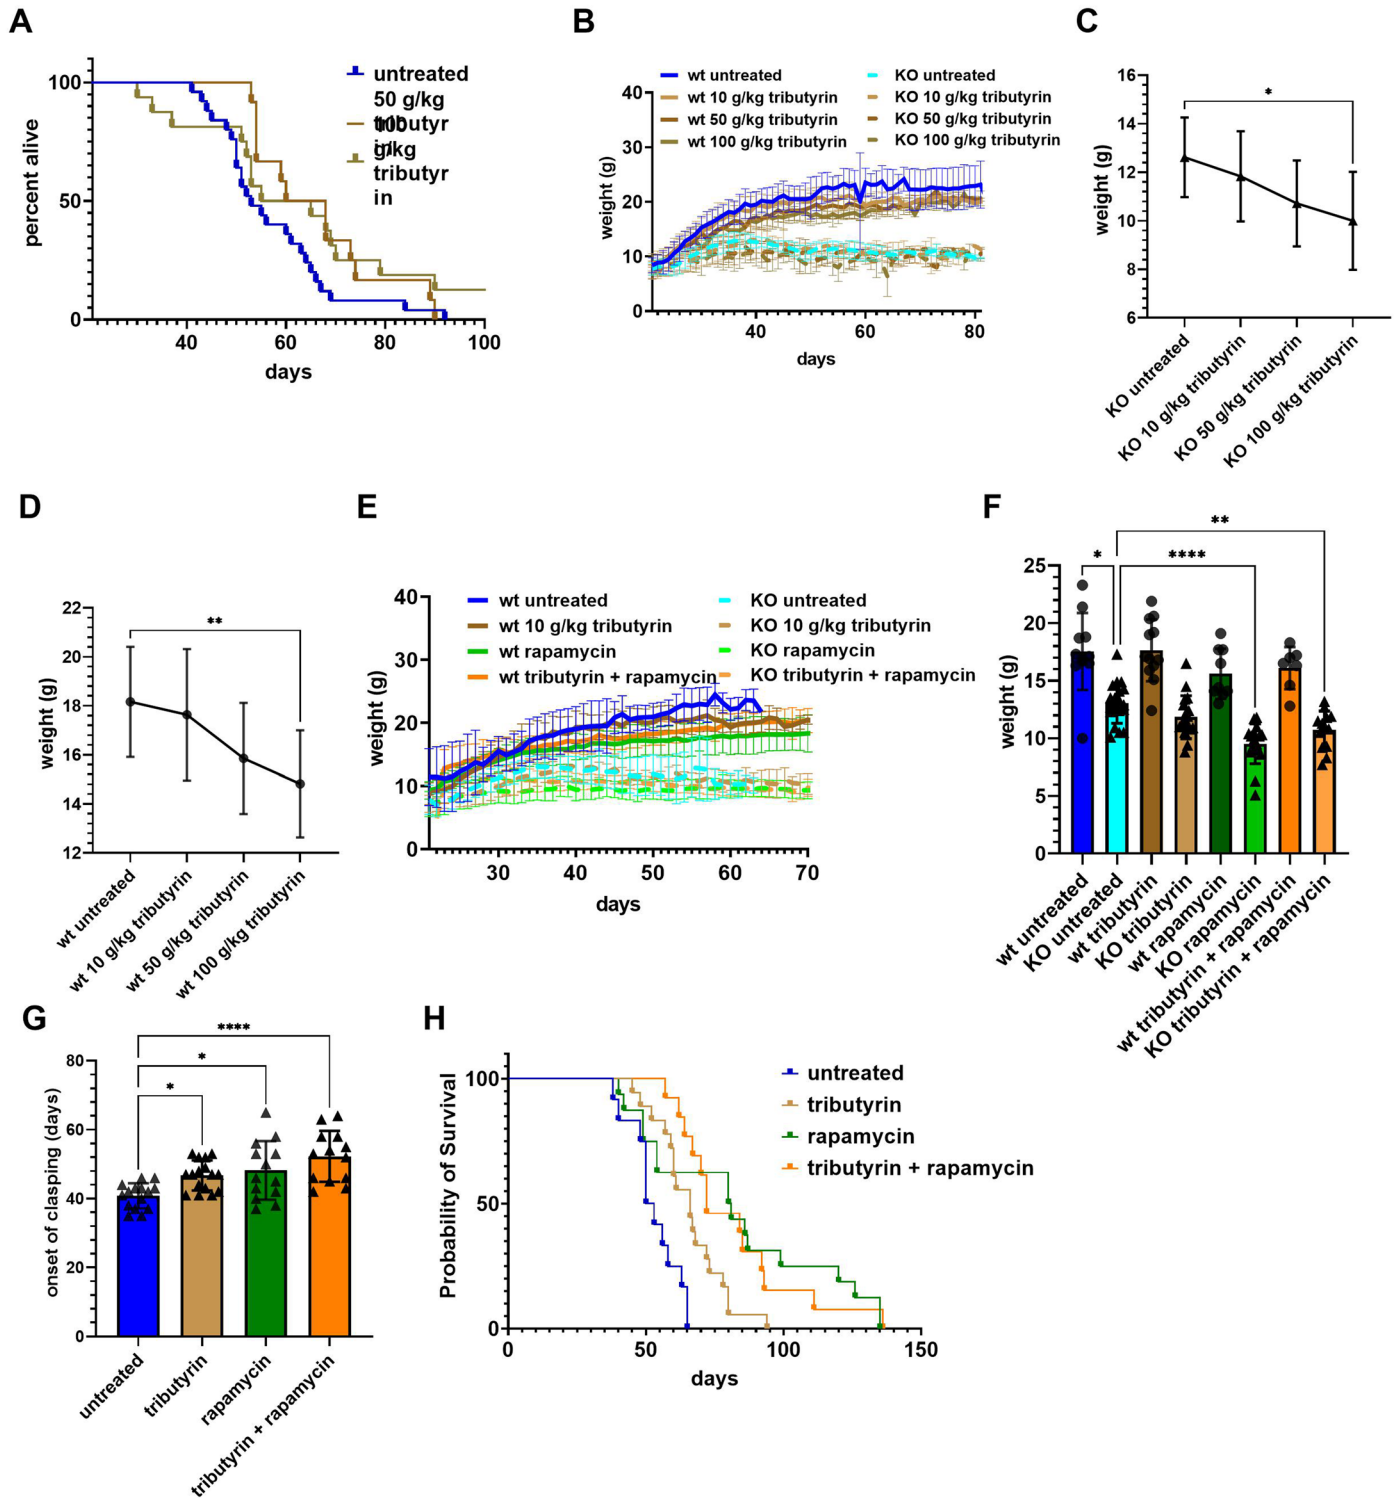 A
percent alive
100
50
0
40
60
80
100
days
untreated
50 g/kg
tributyr
in
100
g/kg
tributyr
in
B
weight (g)
40
30
20
10
0
40
60
80
days
wt untreated
wt 10 g/kg tributyrin
wt 50 g/kg tributyrin
wt 100 g/kg tributyrin
KO untreated
KO 10 g/kg tributyrin
KO 50 g/kg tributyrin
KO 100 g/kg tributyrin
C
weight (g)
16
14
12
10
8
6
*
KO untreated
KO 10 g/kg tributyrin
KO 50 g/kg tributyrin
KO 100 g/kg tributyrin
D
weight (g)
22
20
18
16
14
12
**
wt untreated
wt 10 g/kg tributyrin
wt 50 g/kg tributyrin
wt 100 g/kg tributyrin
E
weight (g)
40
30
20
10
0
30
40
50
60
70
days
wt untreated
wt 10 g/kg tributyrin
wt rapamycin
wt tributyrin + rapamycin
KO untreated
KO 10 g/kg tributyrin
KO rapamycin
KO tributyrin + rapamycin
F
weight (g)
25
20
15
10
5
0
**
*
****
wt untreated
KO untreated
wt tributyrin
KO tributyrin
wt rapamycin
KO rapamycin
wt tributyrin + rapamycin
KO tributyrin + rapamycin
G
onset of clasping (days)
80
60
40
20
0
****
*
*
untreated
tributyrin
rapamycin
tributyrin + rapamycin
H
Probability of Survival
100
50
0
0
50
100
150
days
untreated
tributyrin
rapamycin
tributyrin + rapamycin